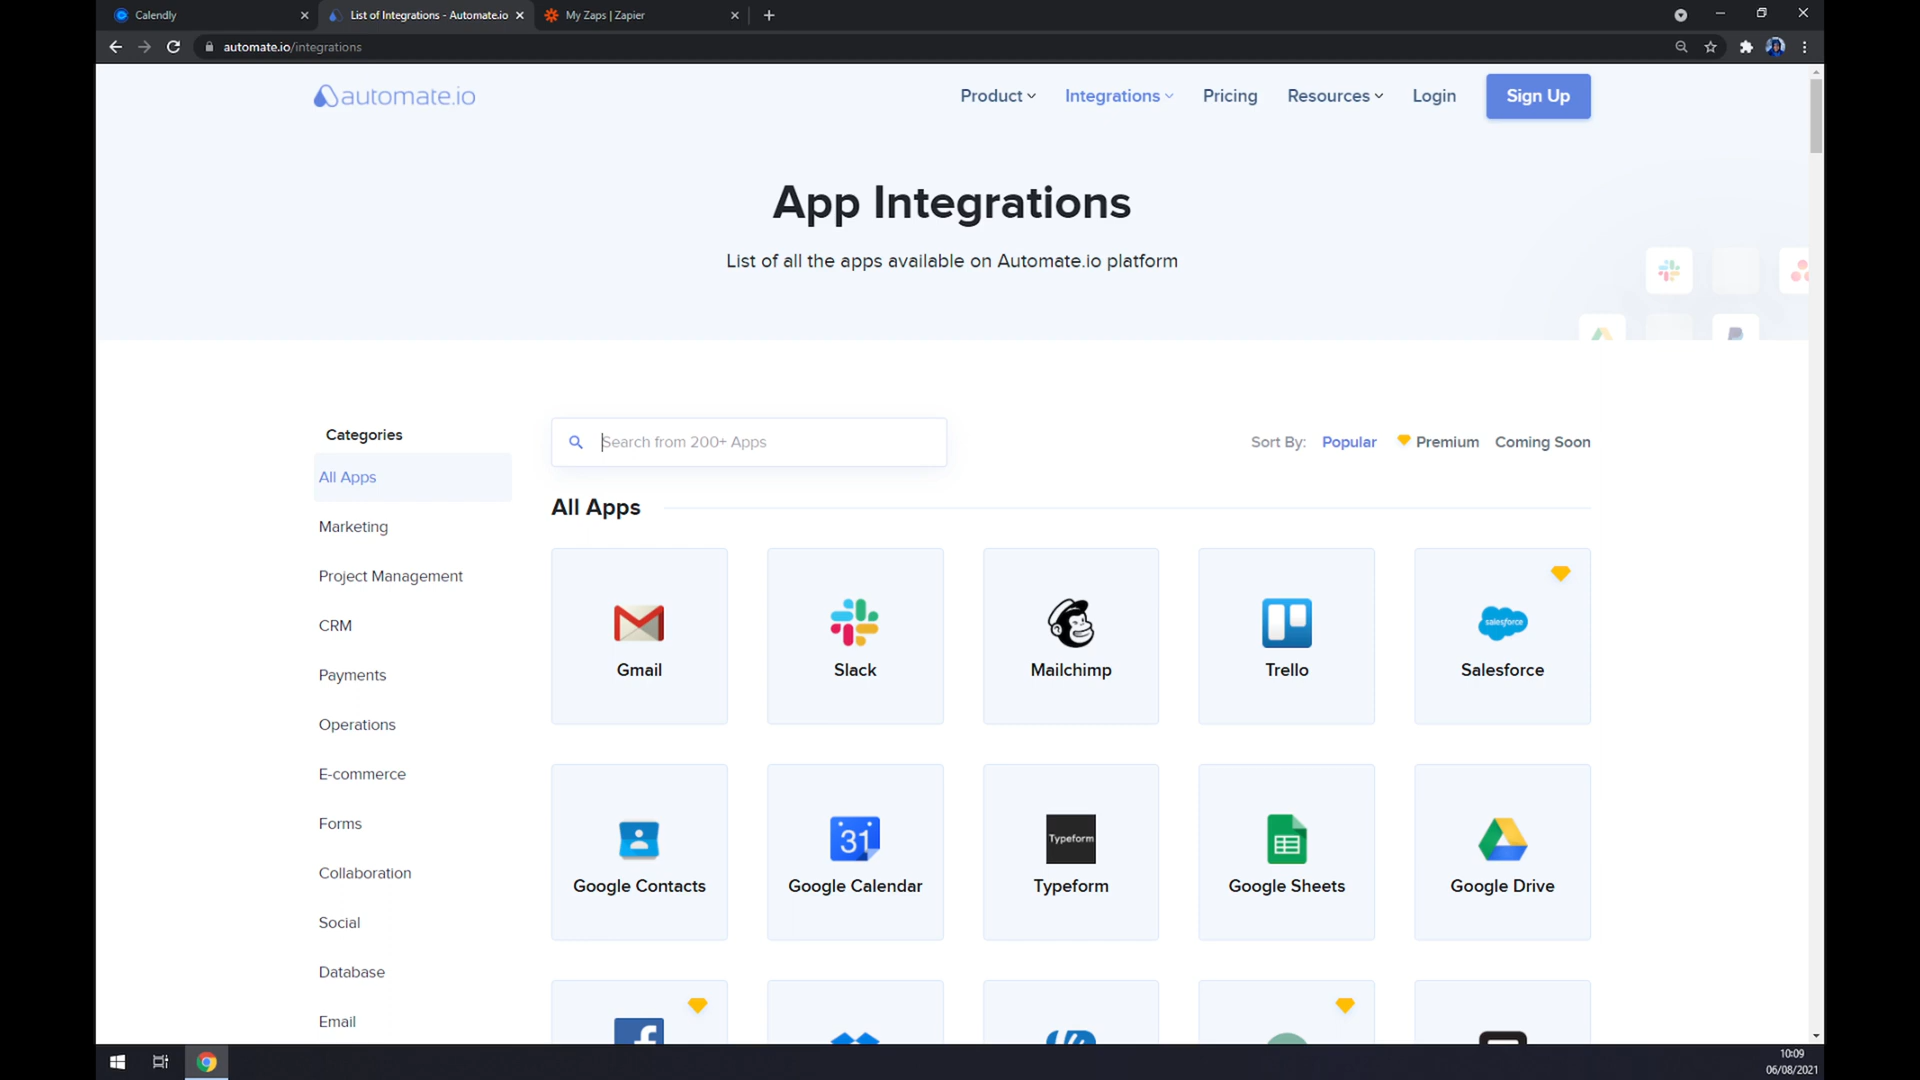 Calendly
List of Integrations - Automate.io
My Zaps | Zapier
automate.io/integrations
automate.io
Product
Integrations
Pricing
Resources
Login
Sign Up
App Integrations
List of all the apps available on Automate.io platform
Categories
All Apps
Marketing
Project Management
CRM
Payments
Operations
E-commerce
Forms
Collaboration
Social
Database
Email
Search from 200+ Apps
Sort By: Popular Premium Coming Soon
All Apps
Gmail
Slack
Mailchimp
Trello
salesforce
Salesforce
Google Contacts
31
Google Calendar
Typeform
Typeform
Google Sheets
Google Drive
10:09
06/08/2021